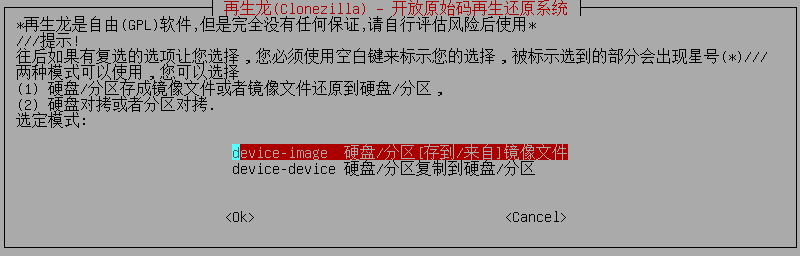 再生龙(Clonezilla) - 开放原始码再生还原系统
*再生龙是自由(GPL)软件,但是完全没有任何保证,请自行评估风险后使用*
///提示!
往后如果有复选的选项让您选择，您必须使用空白键来标示您的选择，被标示选到的部分会出现星号(*)///
两种模式可以使用，您可以选择
(1) 硬盘/分区存成镜像文件或者镜像文件还原到硬盘/分区，
(2) 硬盘对拷或者分区对拷.
选定模式:
device-image 硬盘/分区[存到/来自]镜像文件
device-device 硬盘/分区复制到硬盘/分区
<Ok> <Cancel>